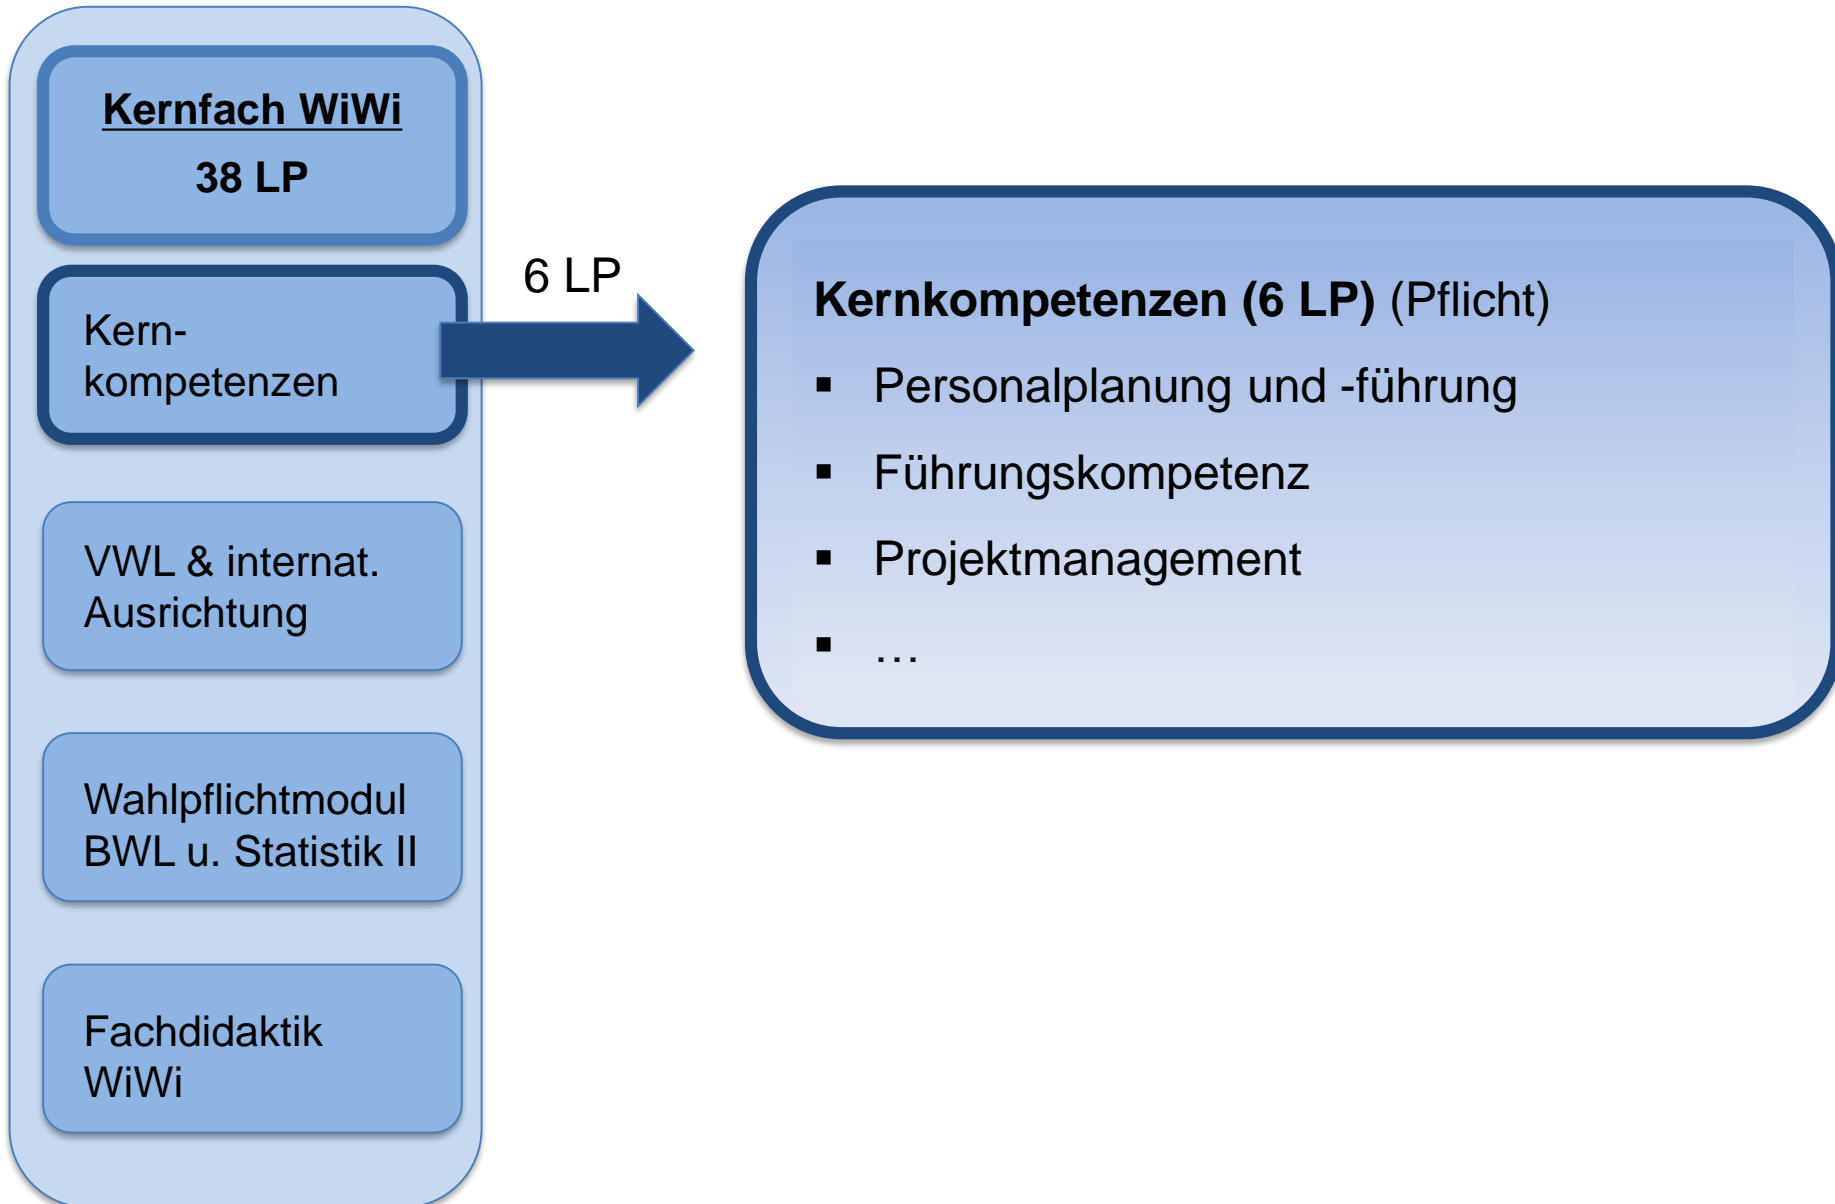 Kernfach WiWi
38 LP
Kern-
kompetenzen
6 LP
VWL & internat.
Ausrichtung
Wahlpflichtmodul
BWL u. Statistik II
Fachdidaktik
WiWi
Kernkompetenzen (6 LP) (Pflicht)
▪ Personalplanung und -führung
▪ Führungskompetenz
▪ Projektmanagement
▪ …